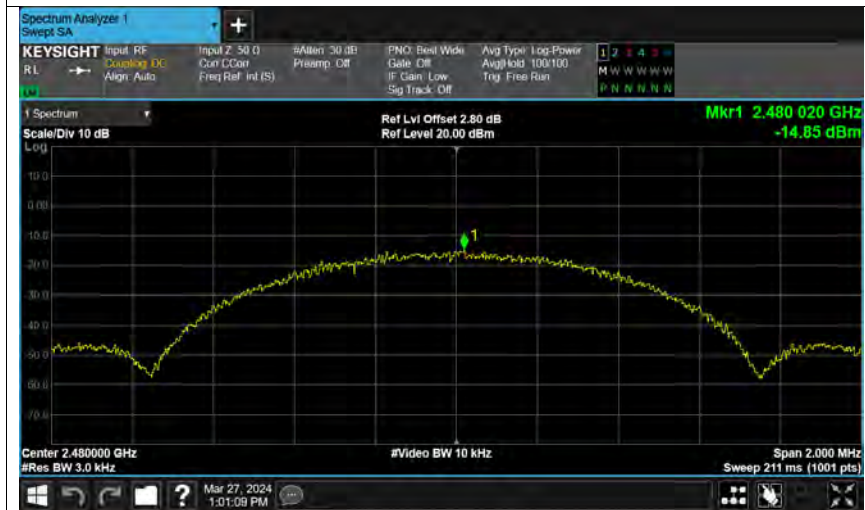 Spectrum Analyzer 1
Swept SA
+
KEYSIGHT Input: RF Input Z: 50 Ω #Atten: 30 dB PNO: Best Wide Avg Type: Log-Power 1 2 3 4 5 6
RL Coupling: DC Corr CCorr Preamp: Off Gate: Off Avg|Hold: 100/100 M W W W W W
Align: Auto Freq Ref: Int (S) IF Gain: Low Trig: Free Run
Sig Track: Off P N N N N N
1 Spectrum Ref Lvl Offset 2.80 dB Mkr1 2.480 020 GHz
Scale/Div 10 dB Ref Level 20.00 dBm -14.85 dBm
Log
10.0
0.00
-10.0
1
-20.0
-30.0
-40.0
-50.0
-60.0
-70.0
Center 2.480000 GHz #Video BW 10 kHz Span 2.000 MHz
#Res BW 3.0 kHz Sweep 211 ms (1001 pts)
? Mar 27, 2024
1:01:09 PM